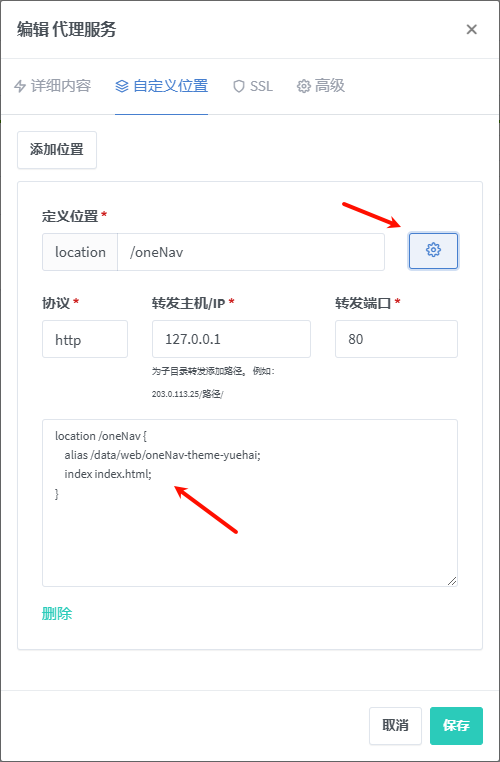 编辑 代理服务
详细内容 自定义位置 SSL 高级
添加位置
定义位置 *
location /oneNav
协议 * 转发主机/IP * 转发端口 *
http 127.0.0.1 80
为子目录转发添加路径。 例如：
203.0.113.25/路径/
location /oneNav {
alias /data/web/oneNav-theme-yuehai;
index index.html;
}
删除
取消 保存